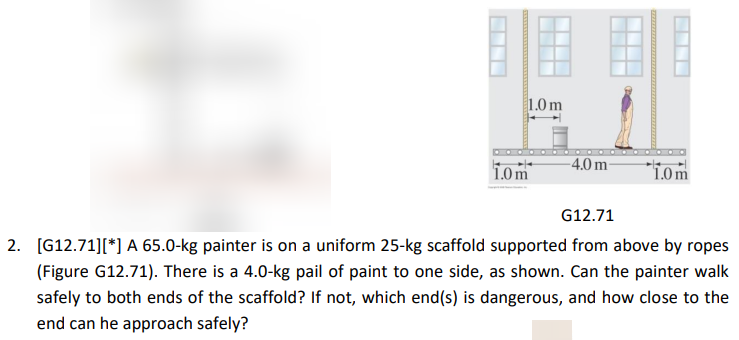 1.0 m
4.0 m
1.0 m
1.0 m
G12.71
2. [G12.71][*] A 65.0-kg painter is on a uniform 25-kg scaffold supported from above by ropes
(Figure G12.71). There is a 4.0-kg pail of paint to one side, as shown. Can the painter walk
safely to both ends of the scaffold? If not, which end(s) is dangerous, and how close to the
end can he approach safely?